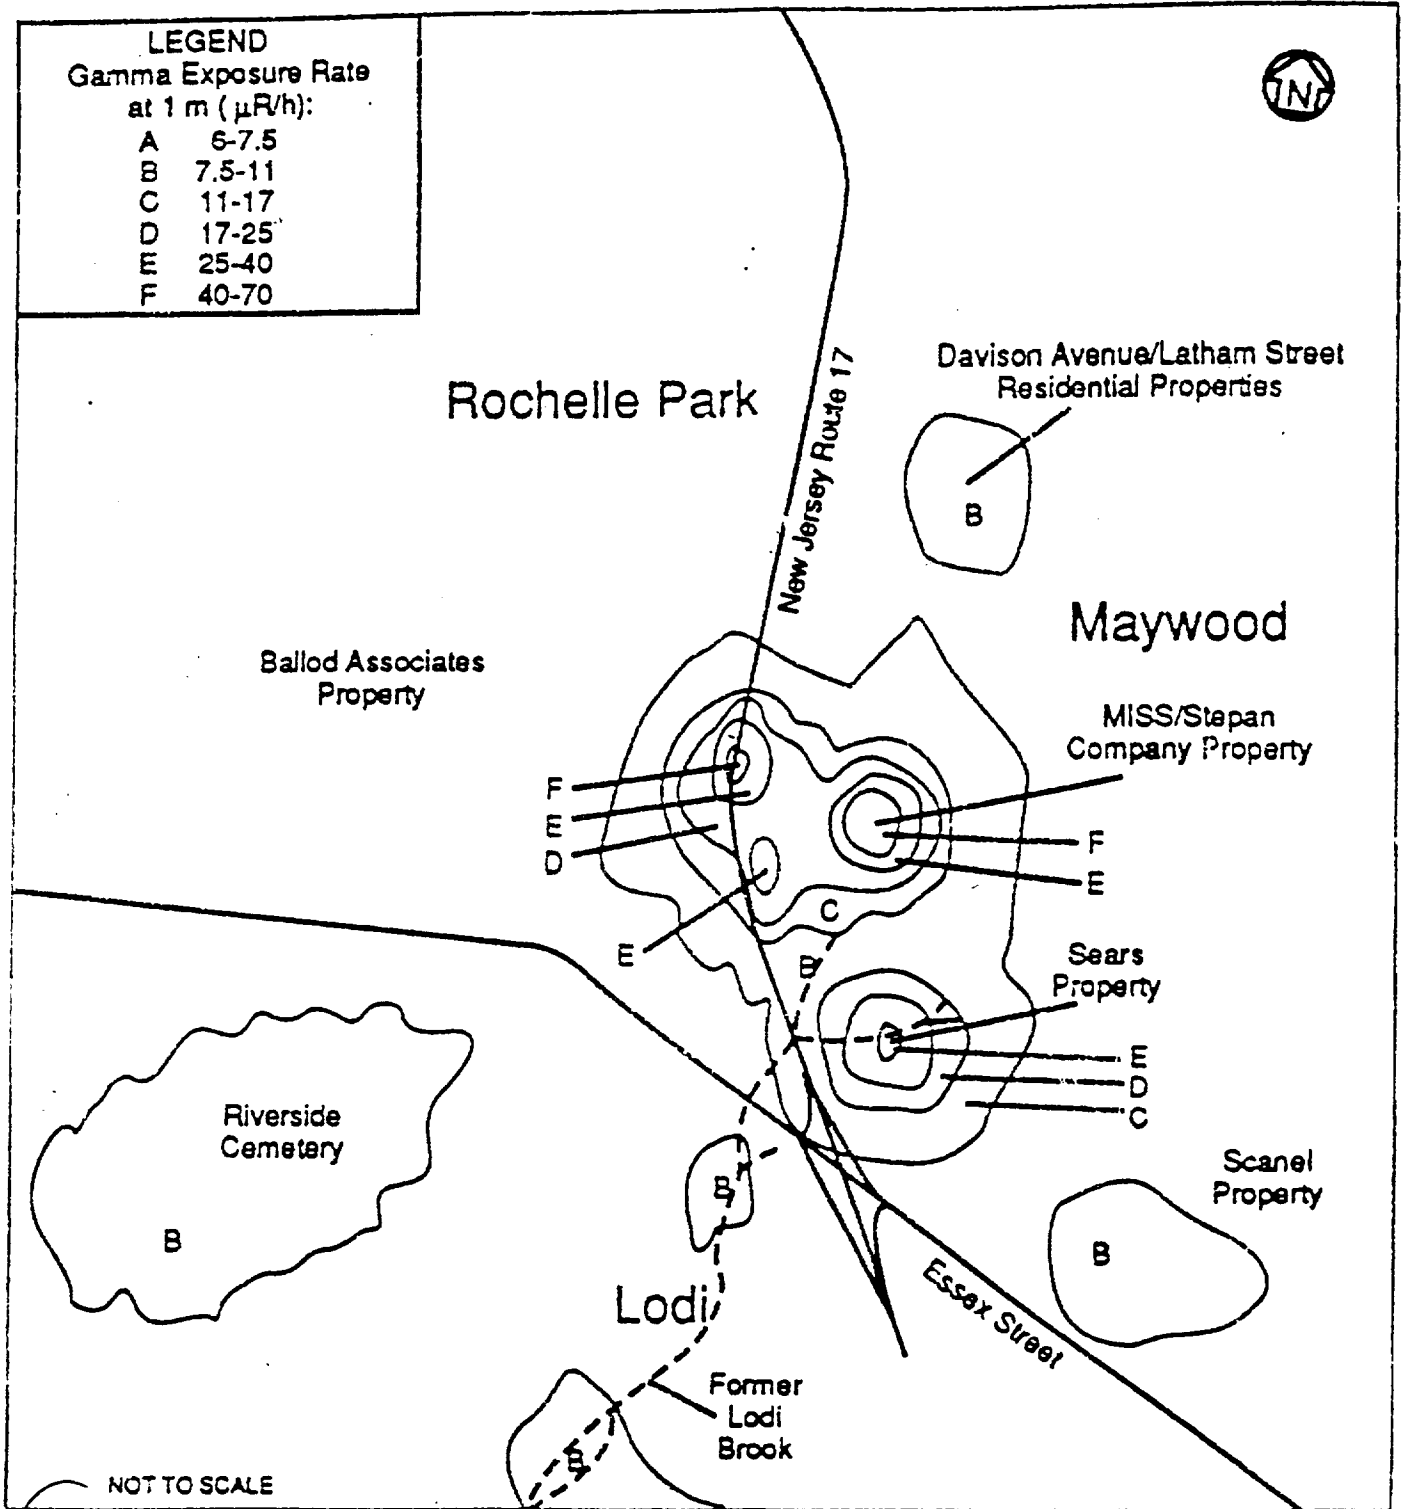 LEGEND
Gamma Exposure Rate
at 1 m ( μR/h):
A 6-7.5
B 7.5-11
C 11-17
D 17-25
E 25-40
F 40-70
N
Davison Avenue/Latham Street
Residential Properties
Rochelle Park
New Jersey Route 17
B
Maywood
Ballod Associates
Property
MISS/Stepan
Company Property
F
E
D
F
E
E
C
B
Sears
Property
E
D
C
Riverside
Cemetery
B
B
Scanel
Property
B
Lodi
Essex Street
Former
Lodi
Brook
B
NOT TO SCALE